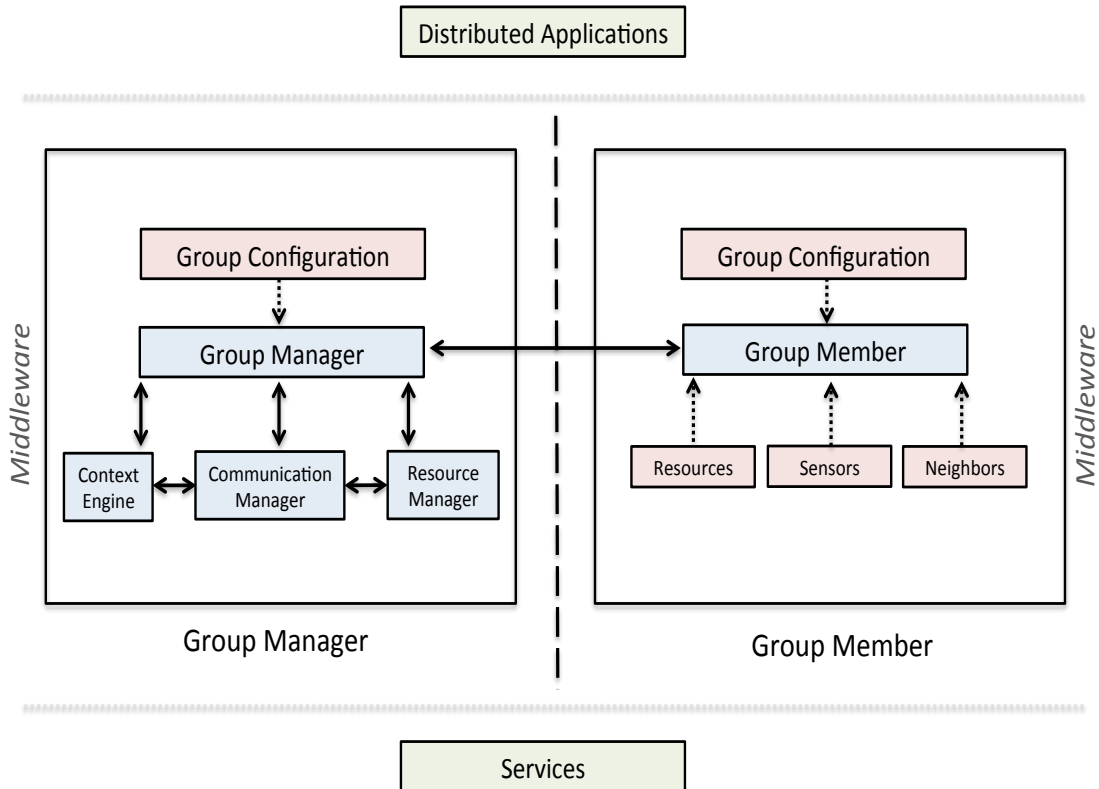 Distributed Applications
Middleware
Group Configuration
Group Manager
Context
Engine
Communication
Manager
Resource
Manager
Group Manager
Group Configuration
Group Member
Resources
Sensors
Neighbors
Group Member
Middleware
Services